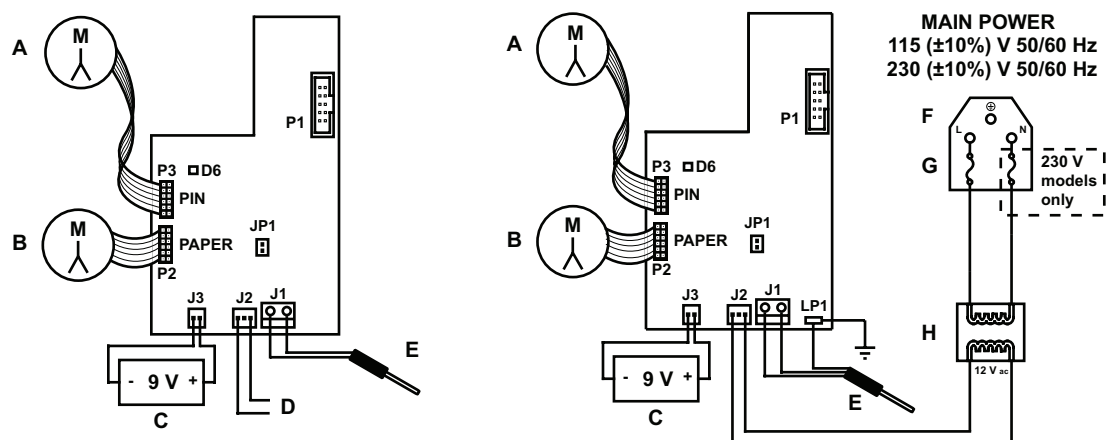 A
M
P1
P3
D6
PIN
B
M
JP1
PAPER
P2
J3
J2
J1
- 9 V +
C
D
E
A
M
P1
P3
D6
PIN
B
M
JP1
PAPER
P2
J3
J2
J1
LP1
- 9 V +
C
E
MAIN POWER
115 (±10%) V 50/60 Hz
230 (±10%) V 50/60 Hz
F
L
N
G
230 V
models
only
H
12 V ac